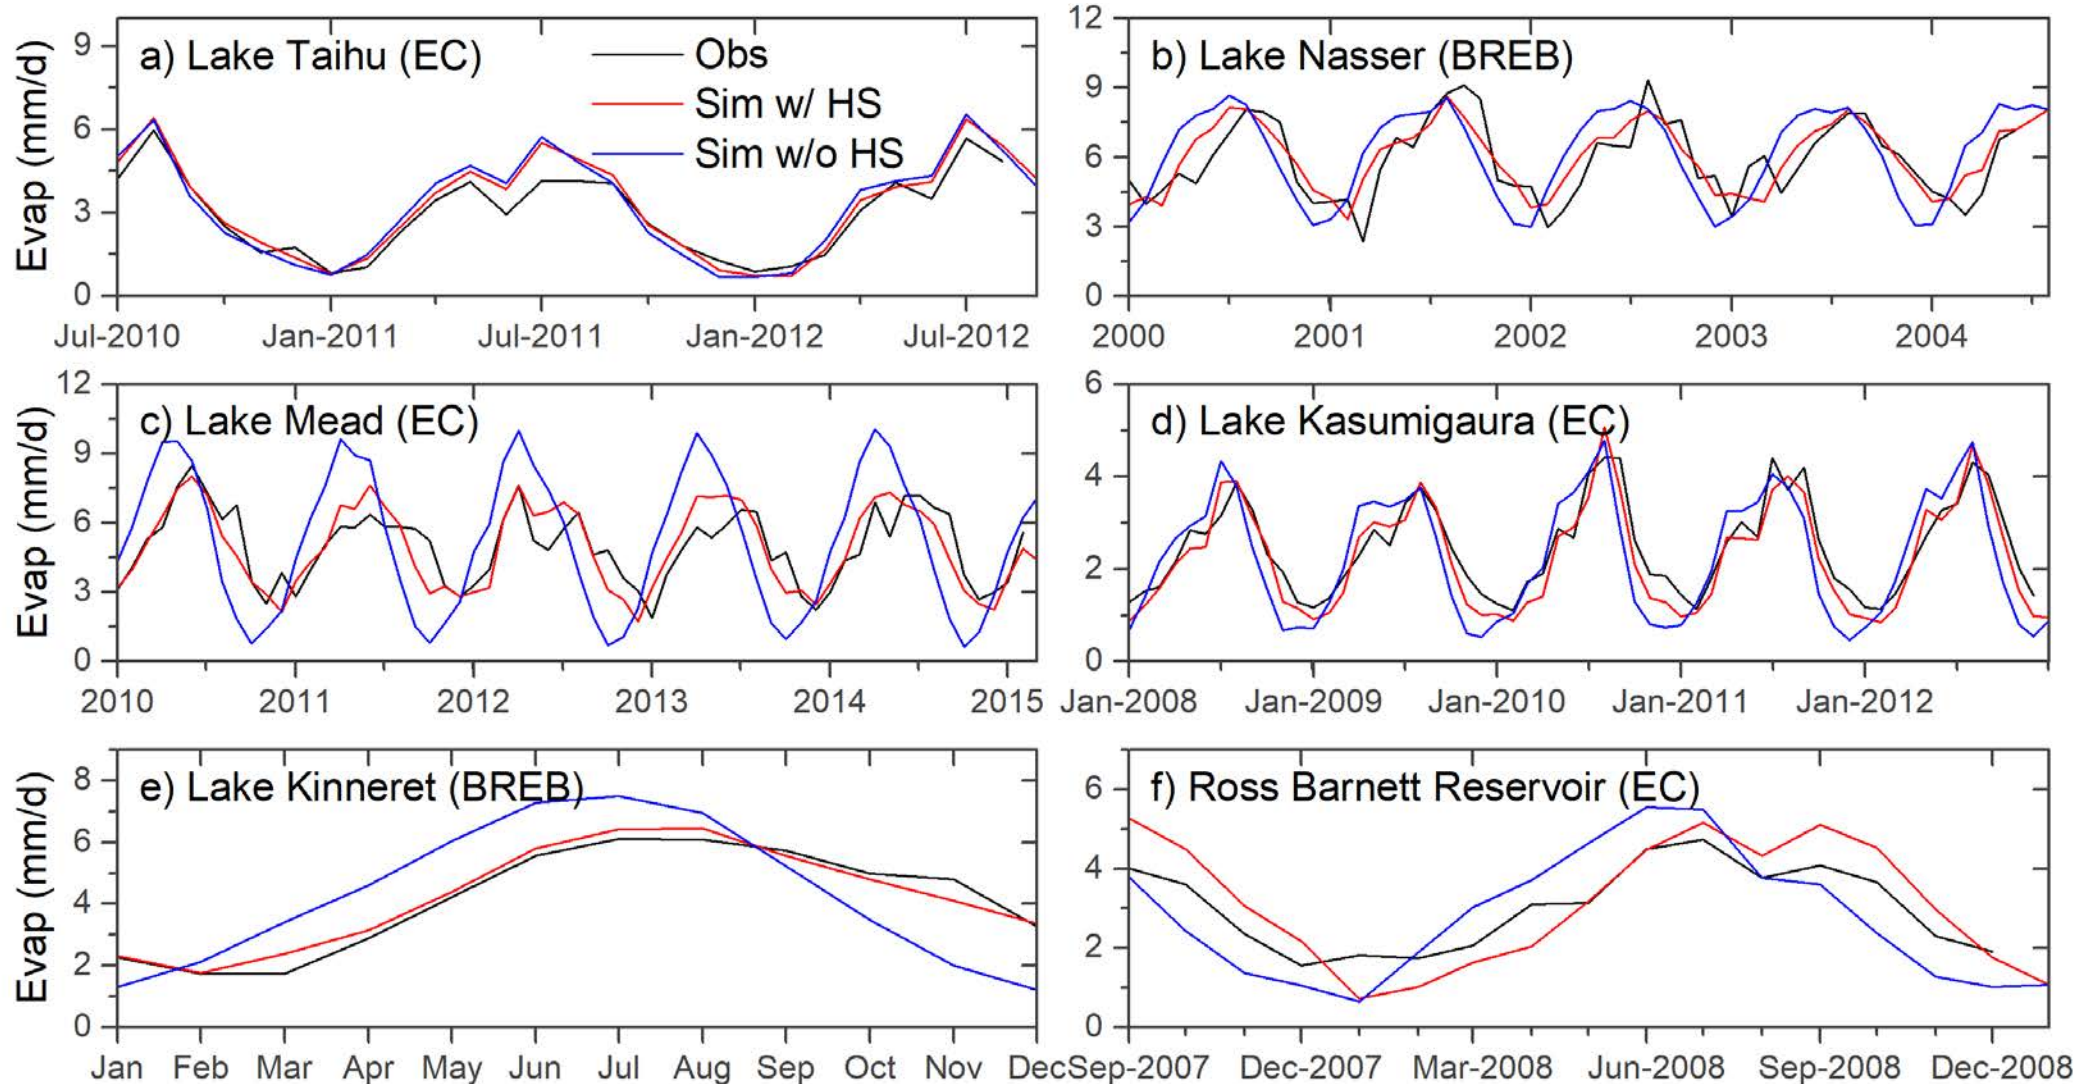 a) Lake Taihu (EC)
Obs
Sim w/ HS
Sim w/o HS
Evap (mm/d)
9
6
3
0
Jul-2010 Jan-2011 Jul-2011 Jan-2012 Jul-2012
b) Lake Nasser (BREB)
12
9
6
3
0
2000 2001 2002 2003 2004
c) Lake Mead (EC)
Evap (mm/d)
12
9
6
3
0
2010 2011 2012 2013 2014 2015
d) Lake Kasumigaura (EC)
6
4
2
0
Jan-2008 Jan-2009 Jan-2010 Jan-2011 Jan-2012
e) Lake Kinneret (BREB)
Evap (mm/d)
8
6
4
2
0
Jan Feb Mar Apr May Jun Jul Aug Sep Oct Nov Dec
f) Ross Barnett Reservoir (EC)
6
4
2
0
Sep-2007 Dec-2007 Mar-2008 Jun-2008 Sep-2008 Dec-2008